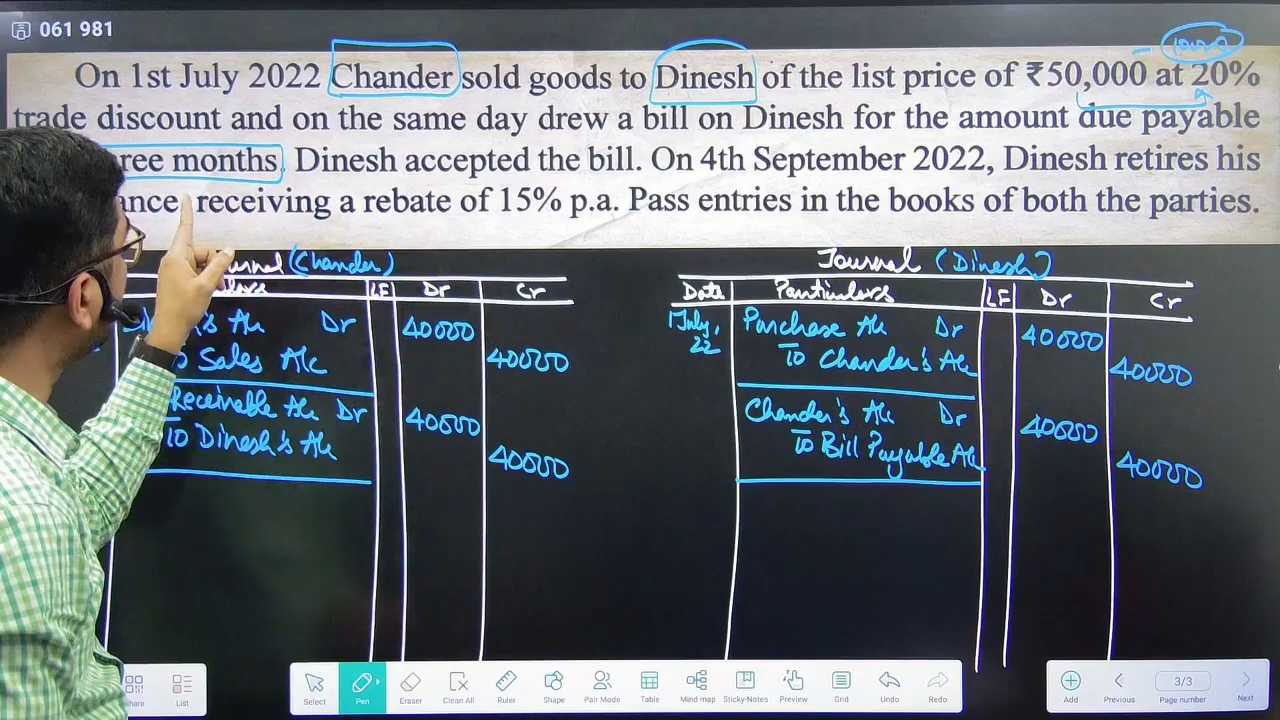 061 981
10000
On 1st July 2022 Chander sold goods to Dinesh of the list price of ₹50,000 at 20%
trade discount and on the same day drew a bill on Dinesh for the amount due payable
ree months. Dinesh accepted the bill. On 4th September 2022, Dinesh retires his
ance receiving a rebate of 15% p.a. Pass entries in the books of both the parties.
urnal (Chander)
LF Dr Cr
's A/c Dr 40000
To Sales A/c 40000
Receivable A/c Dr 40000
To Dinesh's A/c 40000
Journal (Dinesh)
Date Particulars LF Dr Cr
1 July, 22 Purchase A/c Dr 40000
To Chander's A/c 40000
Chander's A/c Dr 40000
To Bill Payable A/c 40000
hare List Select Pen Eraser Clean All Ruler Shape Pair Mode Table Mind map Sticky-Notes Preview Grid Undo Redo Add Previous 3/3 Page number Next